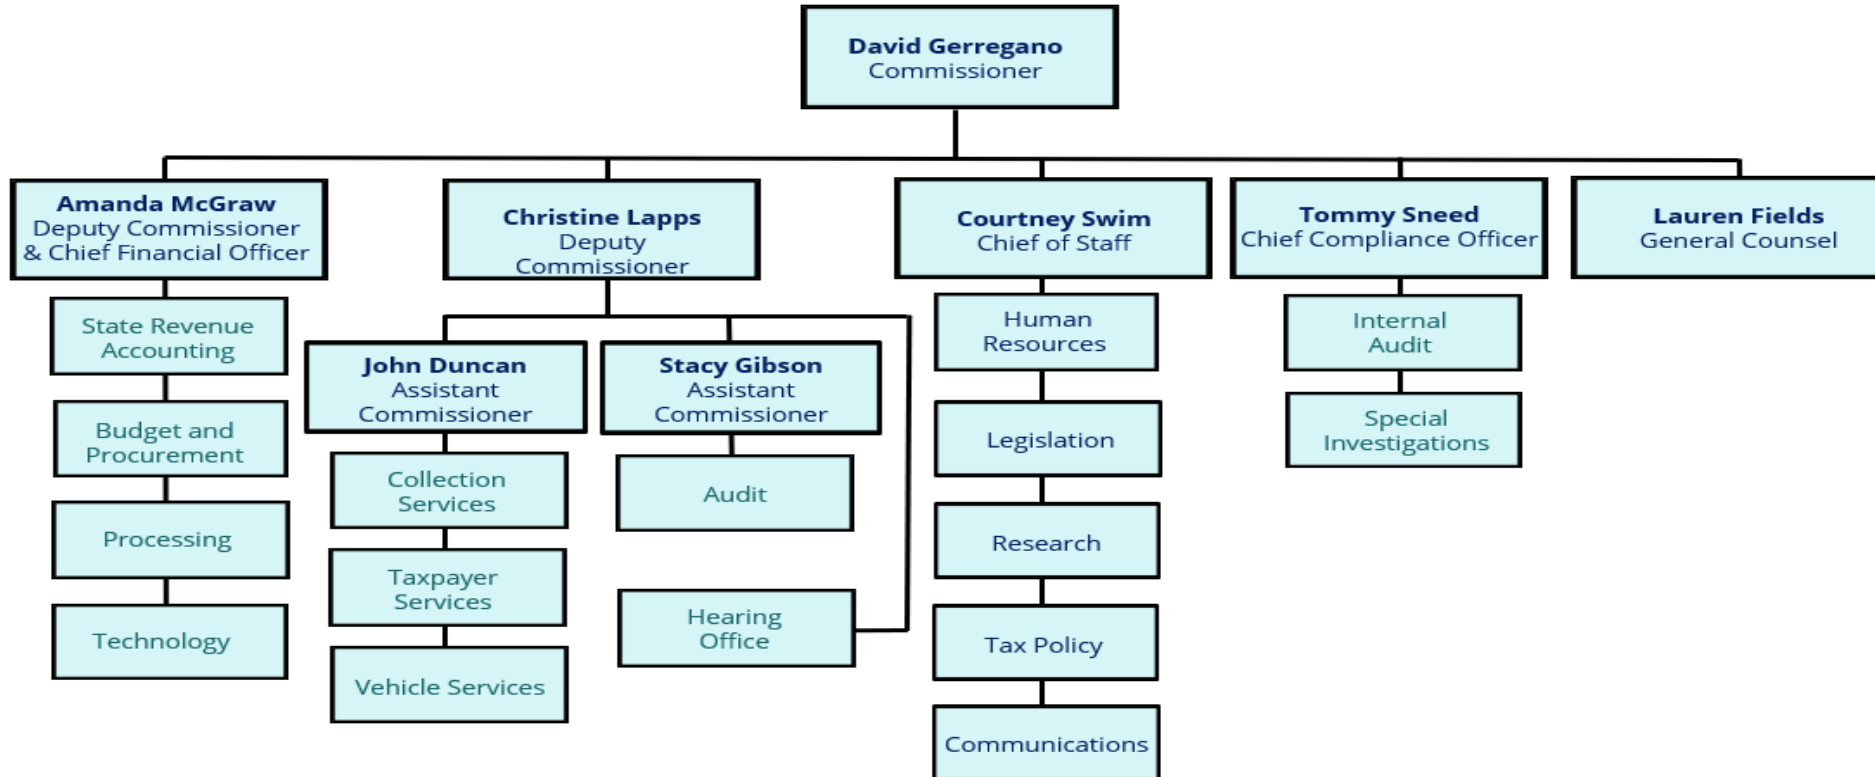 David Gerregano
Commissioner
Amanda McGraw
Deputy Commissioner
& Chief Financial Officer
Christine Lapps
Deputy
Commissioner
Courtney Swim
Chief of Staff
Tommy Sneed
Chief Compliance Officer
Lauren Fields
General Counsel
State Revenue
Accounting
Budget and
Procurement
Processing
Technology
John Duncan
Assistant
Commissioner
Collection
Services
Taxpayer
Services
Vehicle Services
Stacy Gibson
Assistant
Commissioner
Audit
Hearing
Office
Human
Resources
Legislation
Research
Tax Policy
Communications
Internal
Audit
Special
Investigations